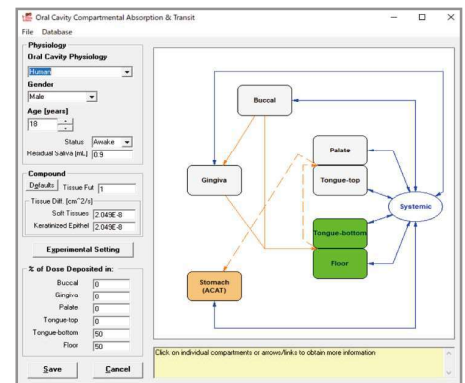 Oral Cavity Compartmental Absorption & Transit
File Database
Physiology
Oral Cavity Physiology
Human
Gender
Male
Age [years]
18
Status Awake
Residual Saliva [mL] 0.9
Compound
Defaults Tissue Fut 1
Tissue Diff. [cm^2/s]
Soft Tissues 2.049E-8
Keratinized Epithel 2.049E-8
Experimental Setting
% of Dose Deposited in:
Buccal 0
Gingiva 0
Palate 0
Tongue-top 0
Tongue-bottom 50
Floor 50
Save Cancel
Buccal
Palate
Gingiva
Tongue-top
Systemic
Tongue-bottom
Floor
Stomach
(ACAT)
Click on individual compartments or arrows/links to obtain more information